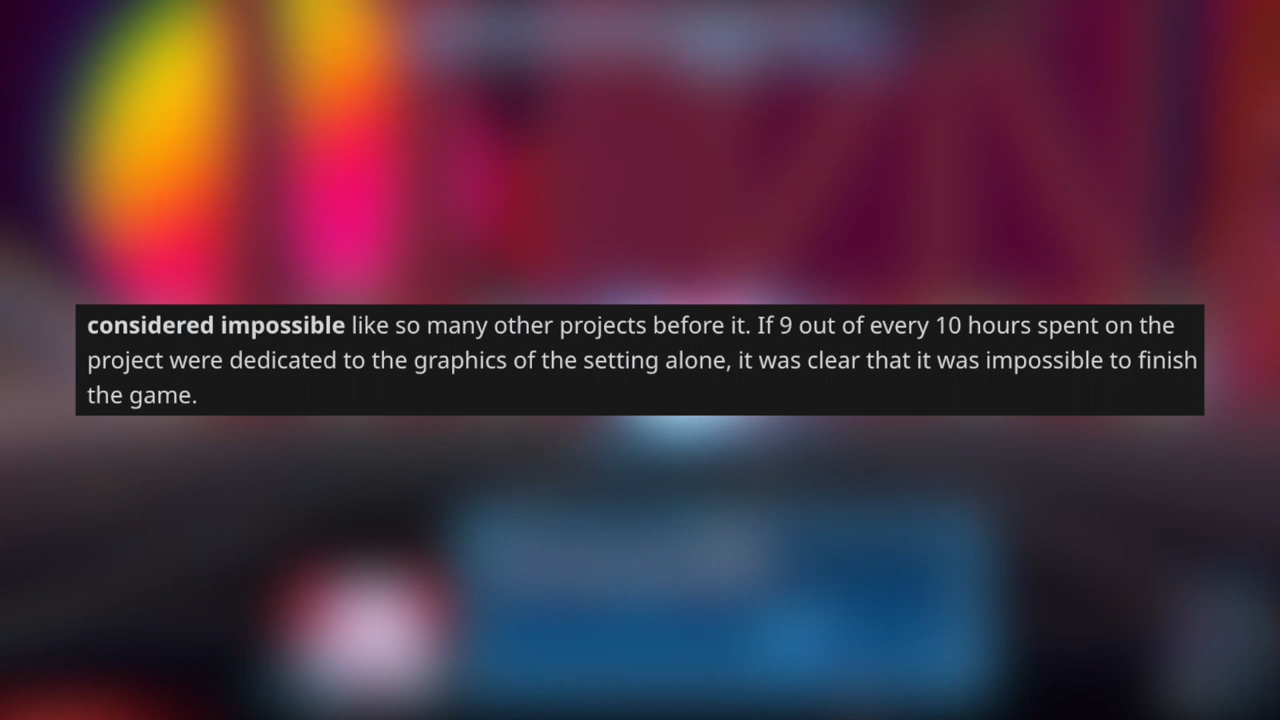 considered impossible like so many other projects before it. If 9 out of every 10 hours spent on the
project were dedicated to the graphics of the setting alone, it was clear that it was impossible to finish
the game.